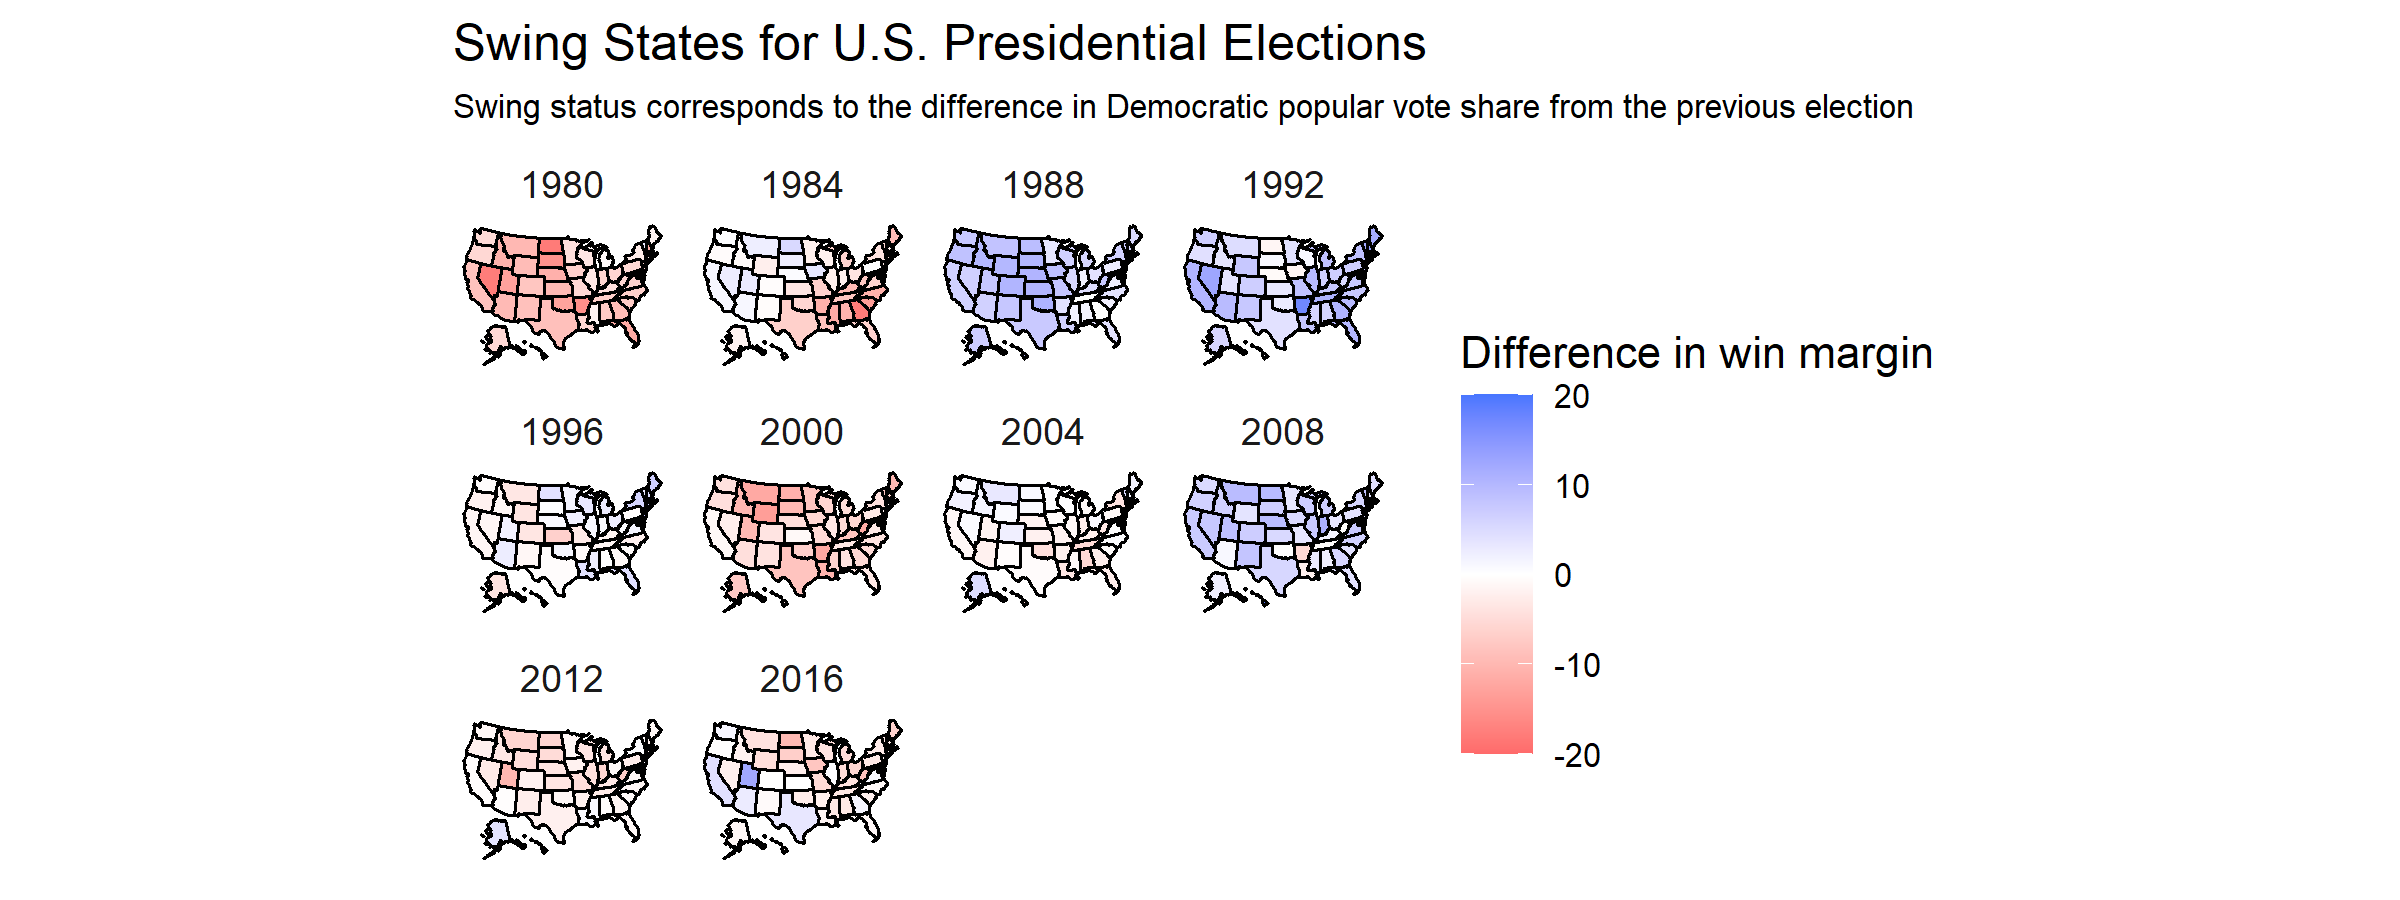 Swing States for U.S. Presidential Elections
Swing status corresponds to the difference in Democratic popular vote share from the previous election
1980 1984 1988 1992
1996 2000 2004 2008
2012 2016
Difference in win margin
20
10
0
-10
-20